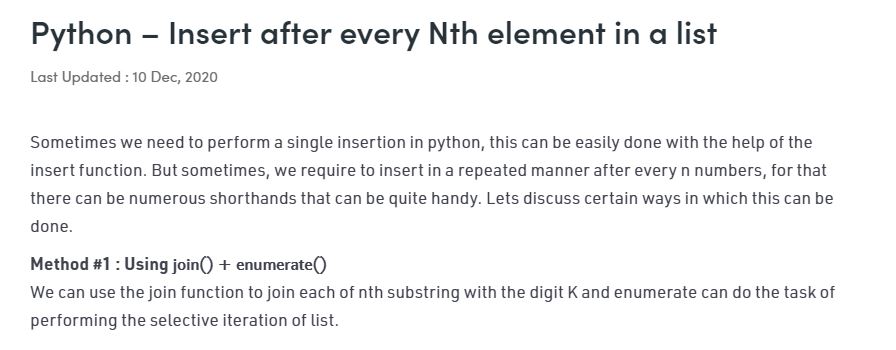 Python – Insert after every Nth element in a list
Last Updated : 10 Dec, 2020
Sometimes we need to perform a single insertion in python, this can be easily done with the help of the
insert function. But sometimes, we require to insert in a repeated manner after every n numbers, for that
there can be numerous shorthands that can be quite handy. Lets discuss certain ways in which this can be
done.
Method #1 : Using join() + enumerate()
We can use the join function to join each of nth substring with the digit K and enumerate can do the task of
performing the selective iteration of list.